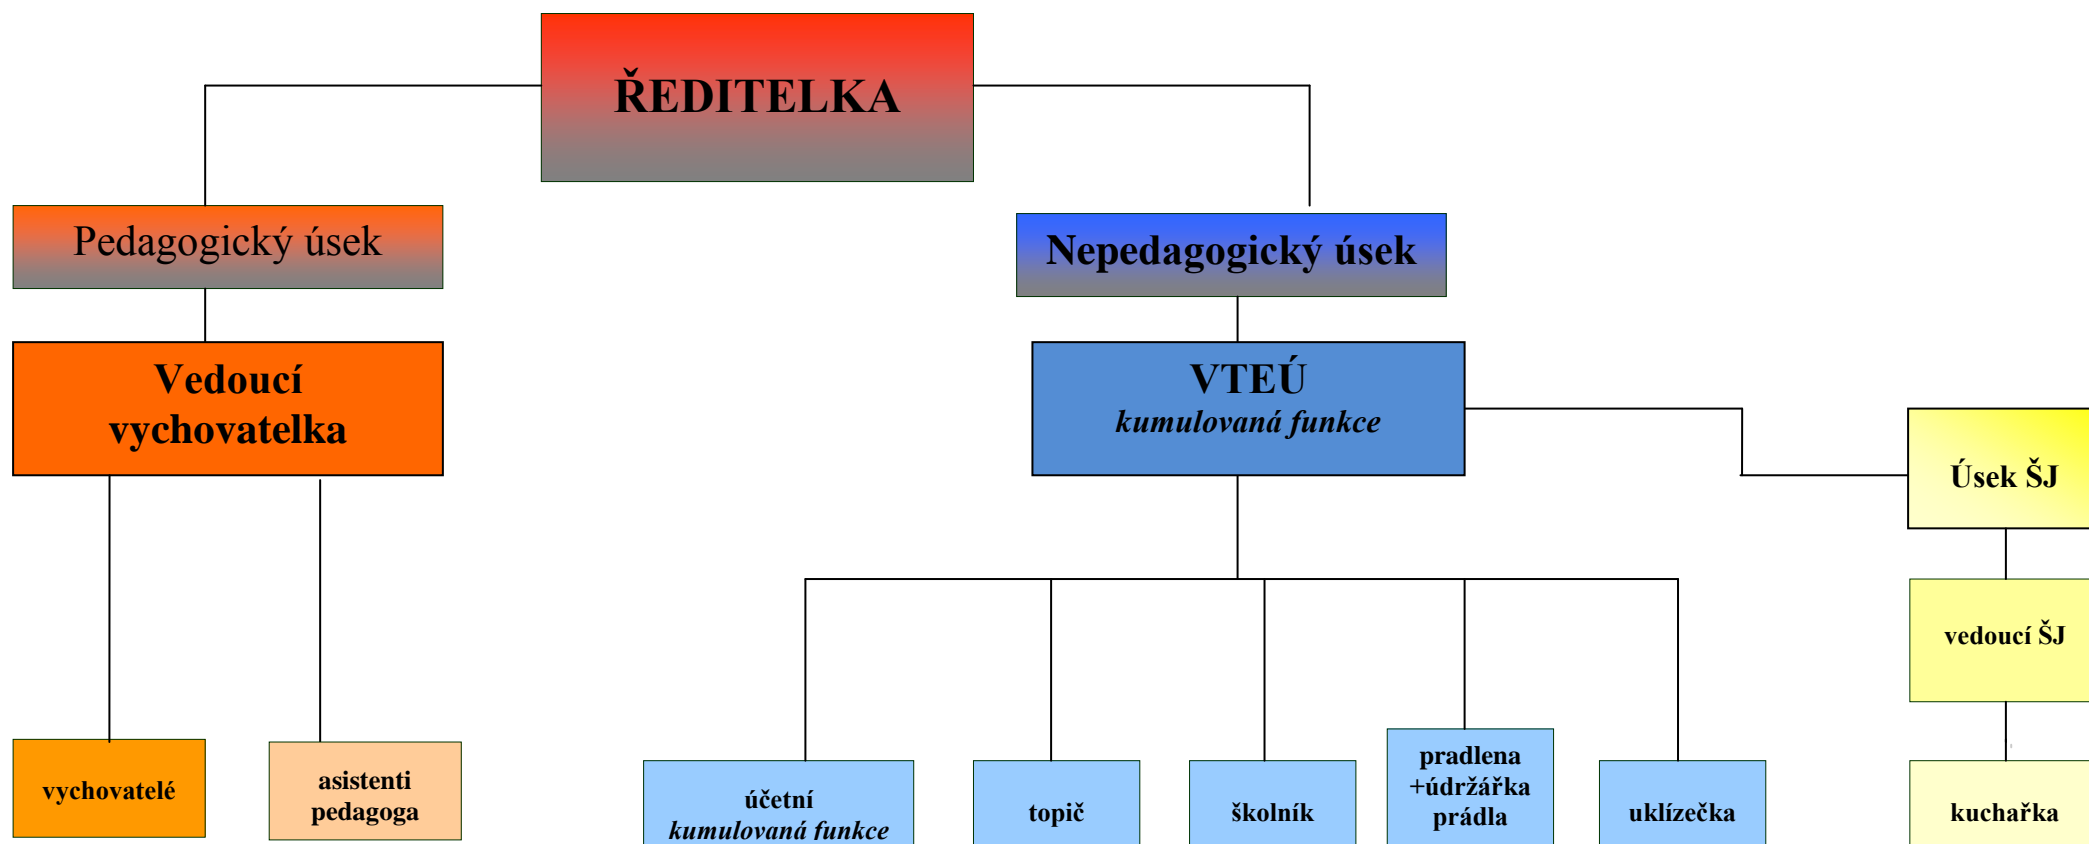 ŘEDITELKA
Pedagogický úsek
Nepedagogický úsek
Vedoucí
vychovatelka
VTEÚ
kumulovaná funkce
Úsek ŠJ
vedoucí ŠJ
vychovatelé
asistenti
pedagoga
účetní
kumulovaná funkce
topič
školník
pradlena
+údržářka
prádla
uklízečka
kuchařka